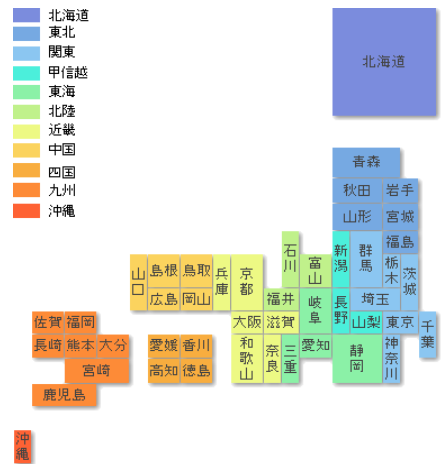 北海道
東北
関東
甲信越
東海
北陸
近畿
中国
四国
九州
沖縄
北海道
青森
秋田 岩手
山形 宮城
福島
石川 新潟 群馬 栃木 茨城
山口 島根 鳥取 兵庫 京都 富山
広島 岡山 福井 岐阜 長野 埼玉
佐賀 福岡 大阪 滋賀 山梨 東京 千葉
長崎 熊本 大分 愛媛 香川 和歌山 奈良 三重 愛知 静岡 神奈川
宮崎 高知 徳島
鹿児島
沖縄